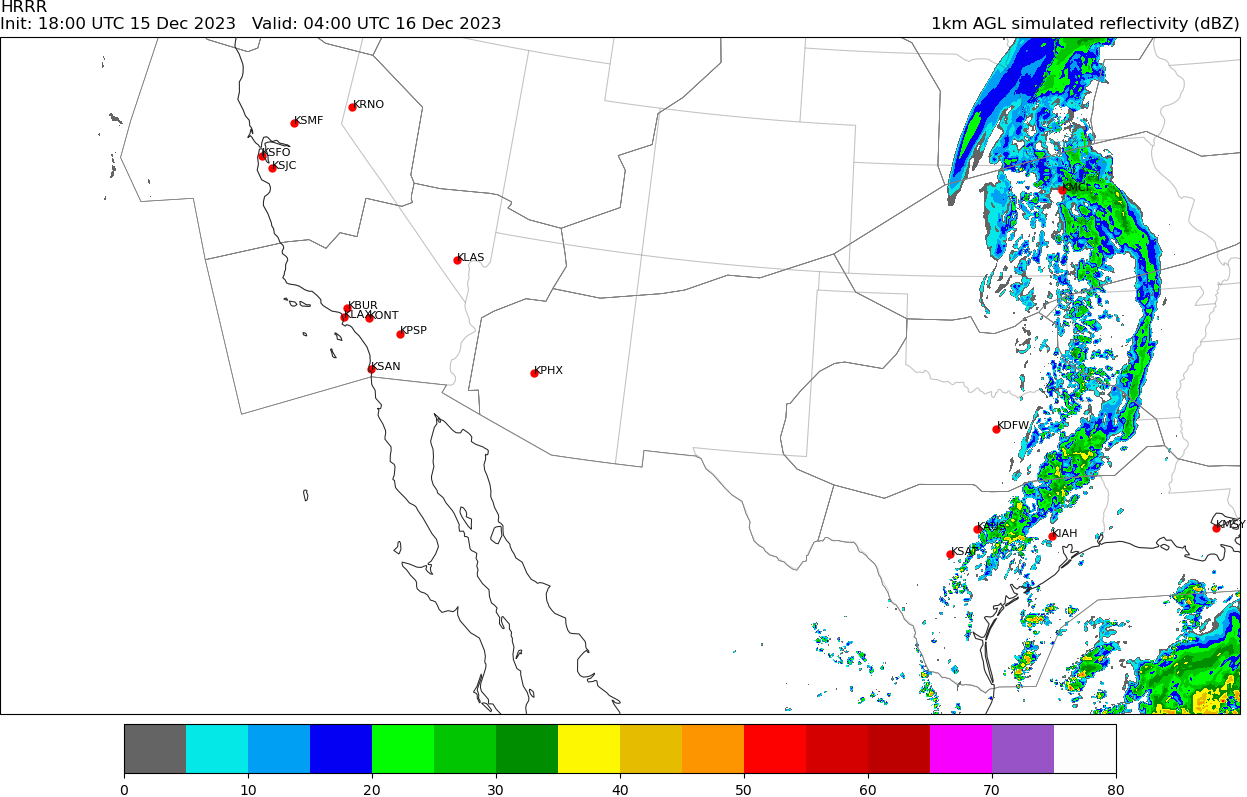 HRRR
Init: 18:00 UTC 15 Dec 2023   Valid: 04:00 UTC 16 Dec 2023
1km AGL simulated reflectivity (dBZ)
KRNO
KSMF
KSFO
KSJC
KMCI
KLAS
KBUR
KLAX
KONT
KPSP
KSAN
KPHX
KDFW
KAUS
KMSY
KIAH
KSAT
0 10 20 30 40 50 60 70 80